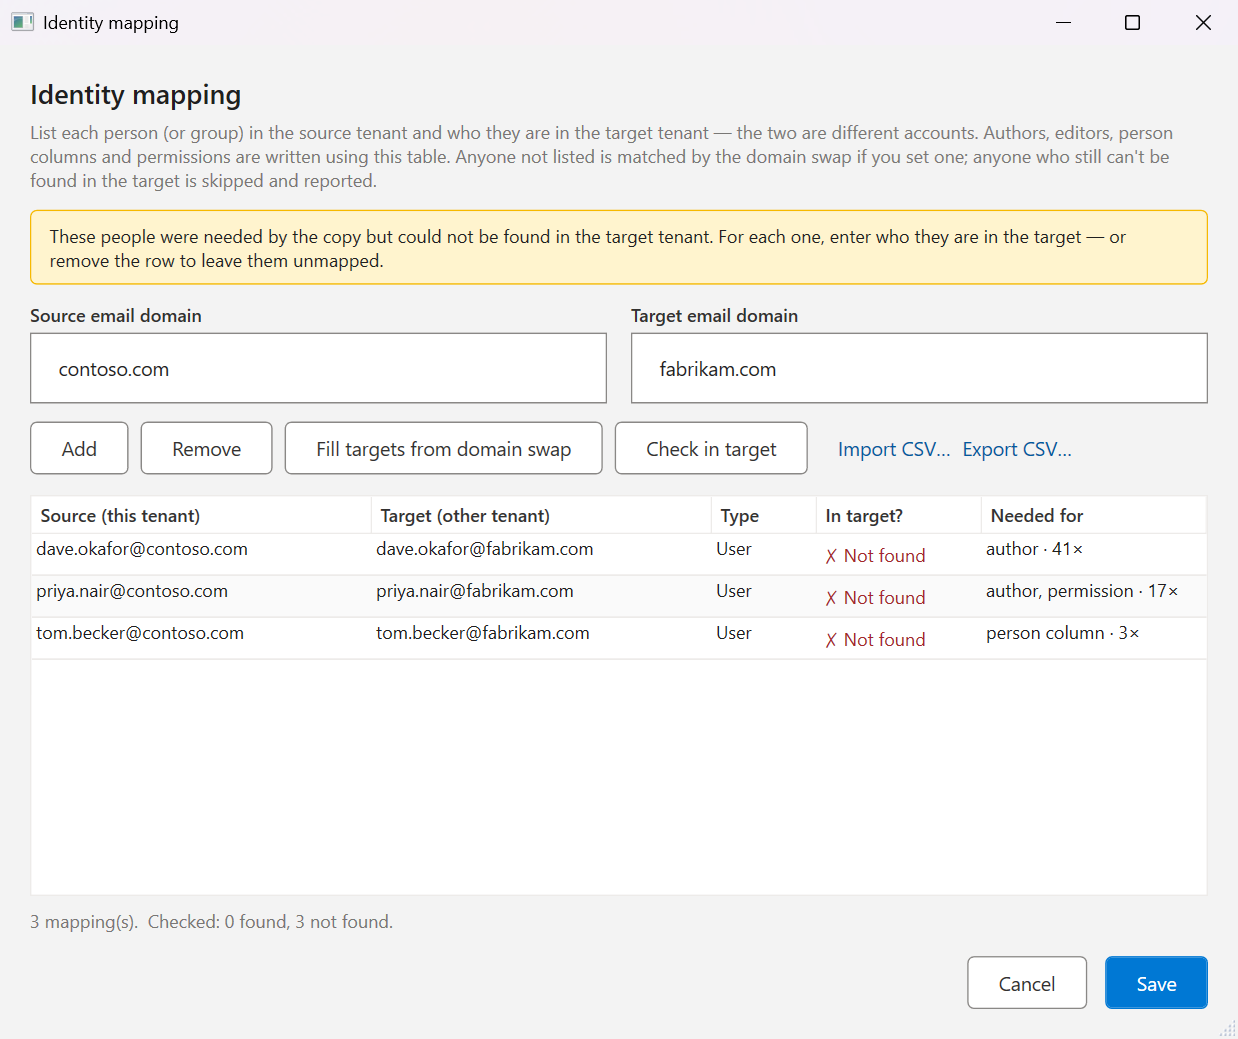 Identity mapping
Identity mapping
List each person (or group) in the source tenant and who they are in the target tenant — the two are different accounts. Authors, editors, person
columns and permissions are written using this table. Anyone not listed is matched by the domain swap if you set one; anyone who still can't be
found in the target is skipped and reported.
These people were needed by the copy but could not be found in the target tenant. For each one, enter who they are in the target — or
remove the row to leave them unmapped.
Source email domain Target email domain
contoso.com fabrikam.com
Add Remove Fill targets from domain swap Check in target Import CSV... Export CSV...
Source (this tenant) Target (other tenant) Type In target? Needed for
dave.okafor@contoso.com dave.okafor@fabrikam.com User ✗ Not found author · 41×
priya.nair@contoso.com priya.nair@fabrikam.com User ✗ Not found author, permission · 17×
tom.becker@contoso.com tom.becker@fabrikam.com User ✗ Not found person column · 3×
3 mapping(s). Checked: 0 found, 3 not found.
Cancel Save